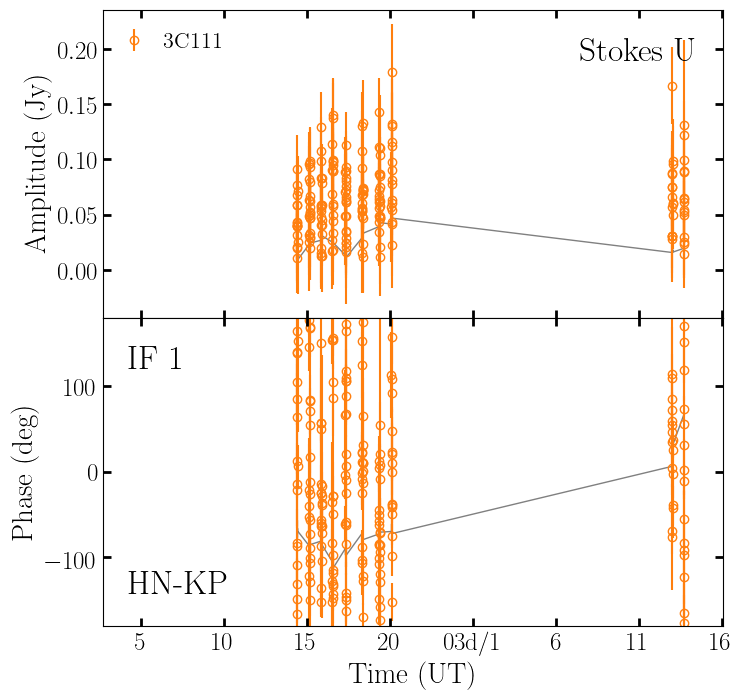 3C111
Stokes U
0.20
0.15
0.10
0.05
0.00
Amplitude (Jy)
IF 1
100
0
−100
Phase (deg)
HN-KP
5 10 15 20 03d/1 6 11 16
Time (UT)